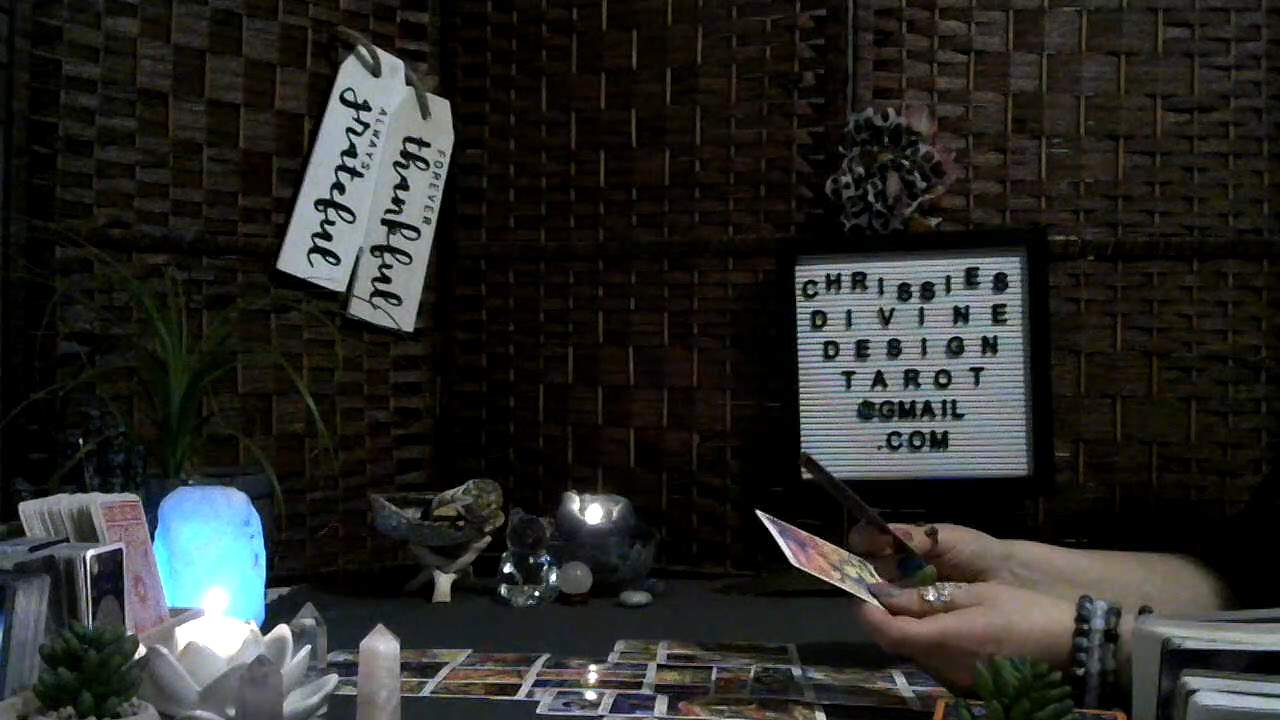 ALWAYS
grateful
FOREVER
thankful
CHRISSIES
DIVINE
DESIGN
TAROT
@GMAIL
.COM